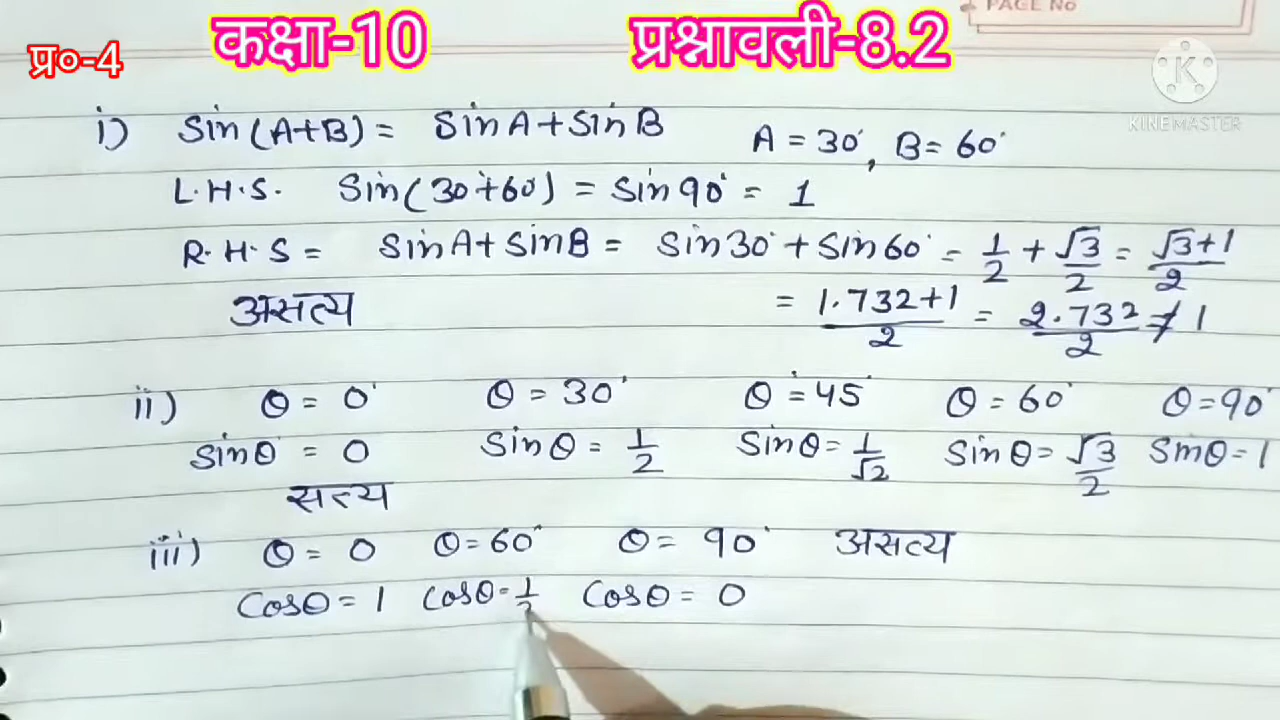 PAGE No
कक्षा-10 प्रश्नावली-8.2
प्र०-4
K
KINEMASTER
i) Sin(A+B) = SinA+SinB A = 30°, B = 60°
L.H.S. Sin(30+60) = Sin90° = 1
R.H.S = SinA+SinB = Sin30°+Sin60° = 1/2 + √3/2 = √3+1/2
= 1.732+1/2 = 2.732/2 ≠ 1
असत्य
ii) θ = 0° θ = 30° θ = 45° θ = 60° θ = 90°
Sinθ = 0 Sinθ = 1/2 Sinθ = 1/√2 Sinθ = √3/2 Sinθ = 1
सत्य
iii) θ = 0 θ = 60° θ = 90° असत्य
Cosθ = 1 Cosθ = 1/2 Cosθ = 0